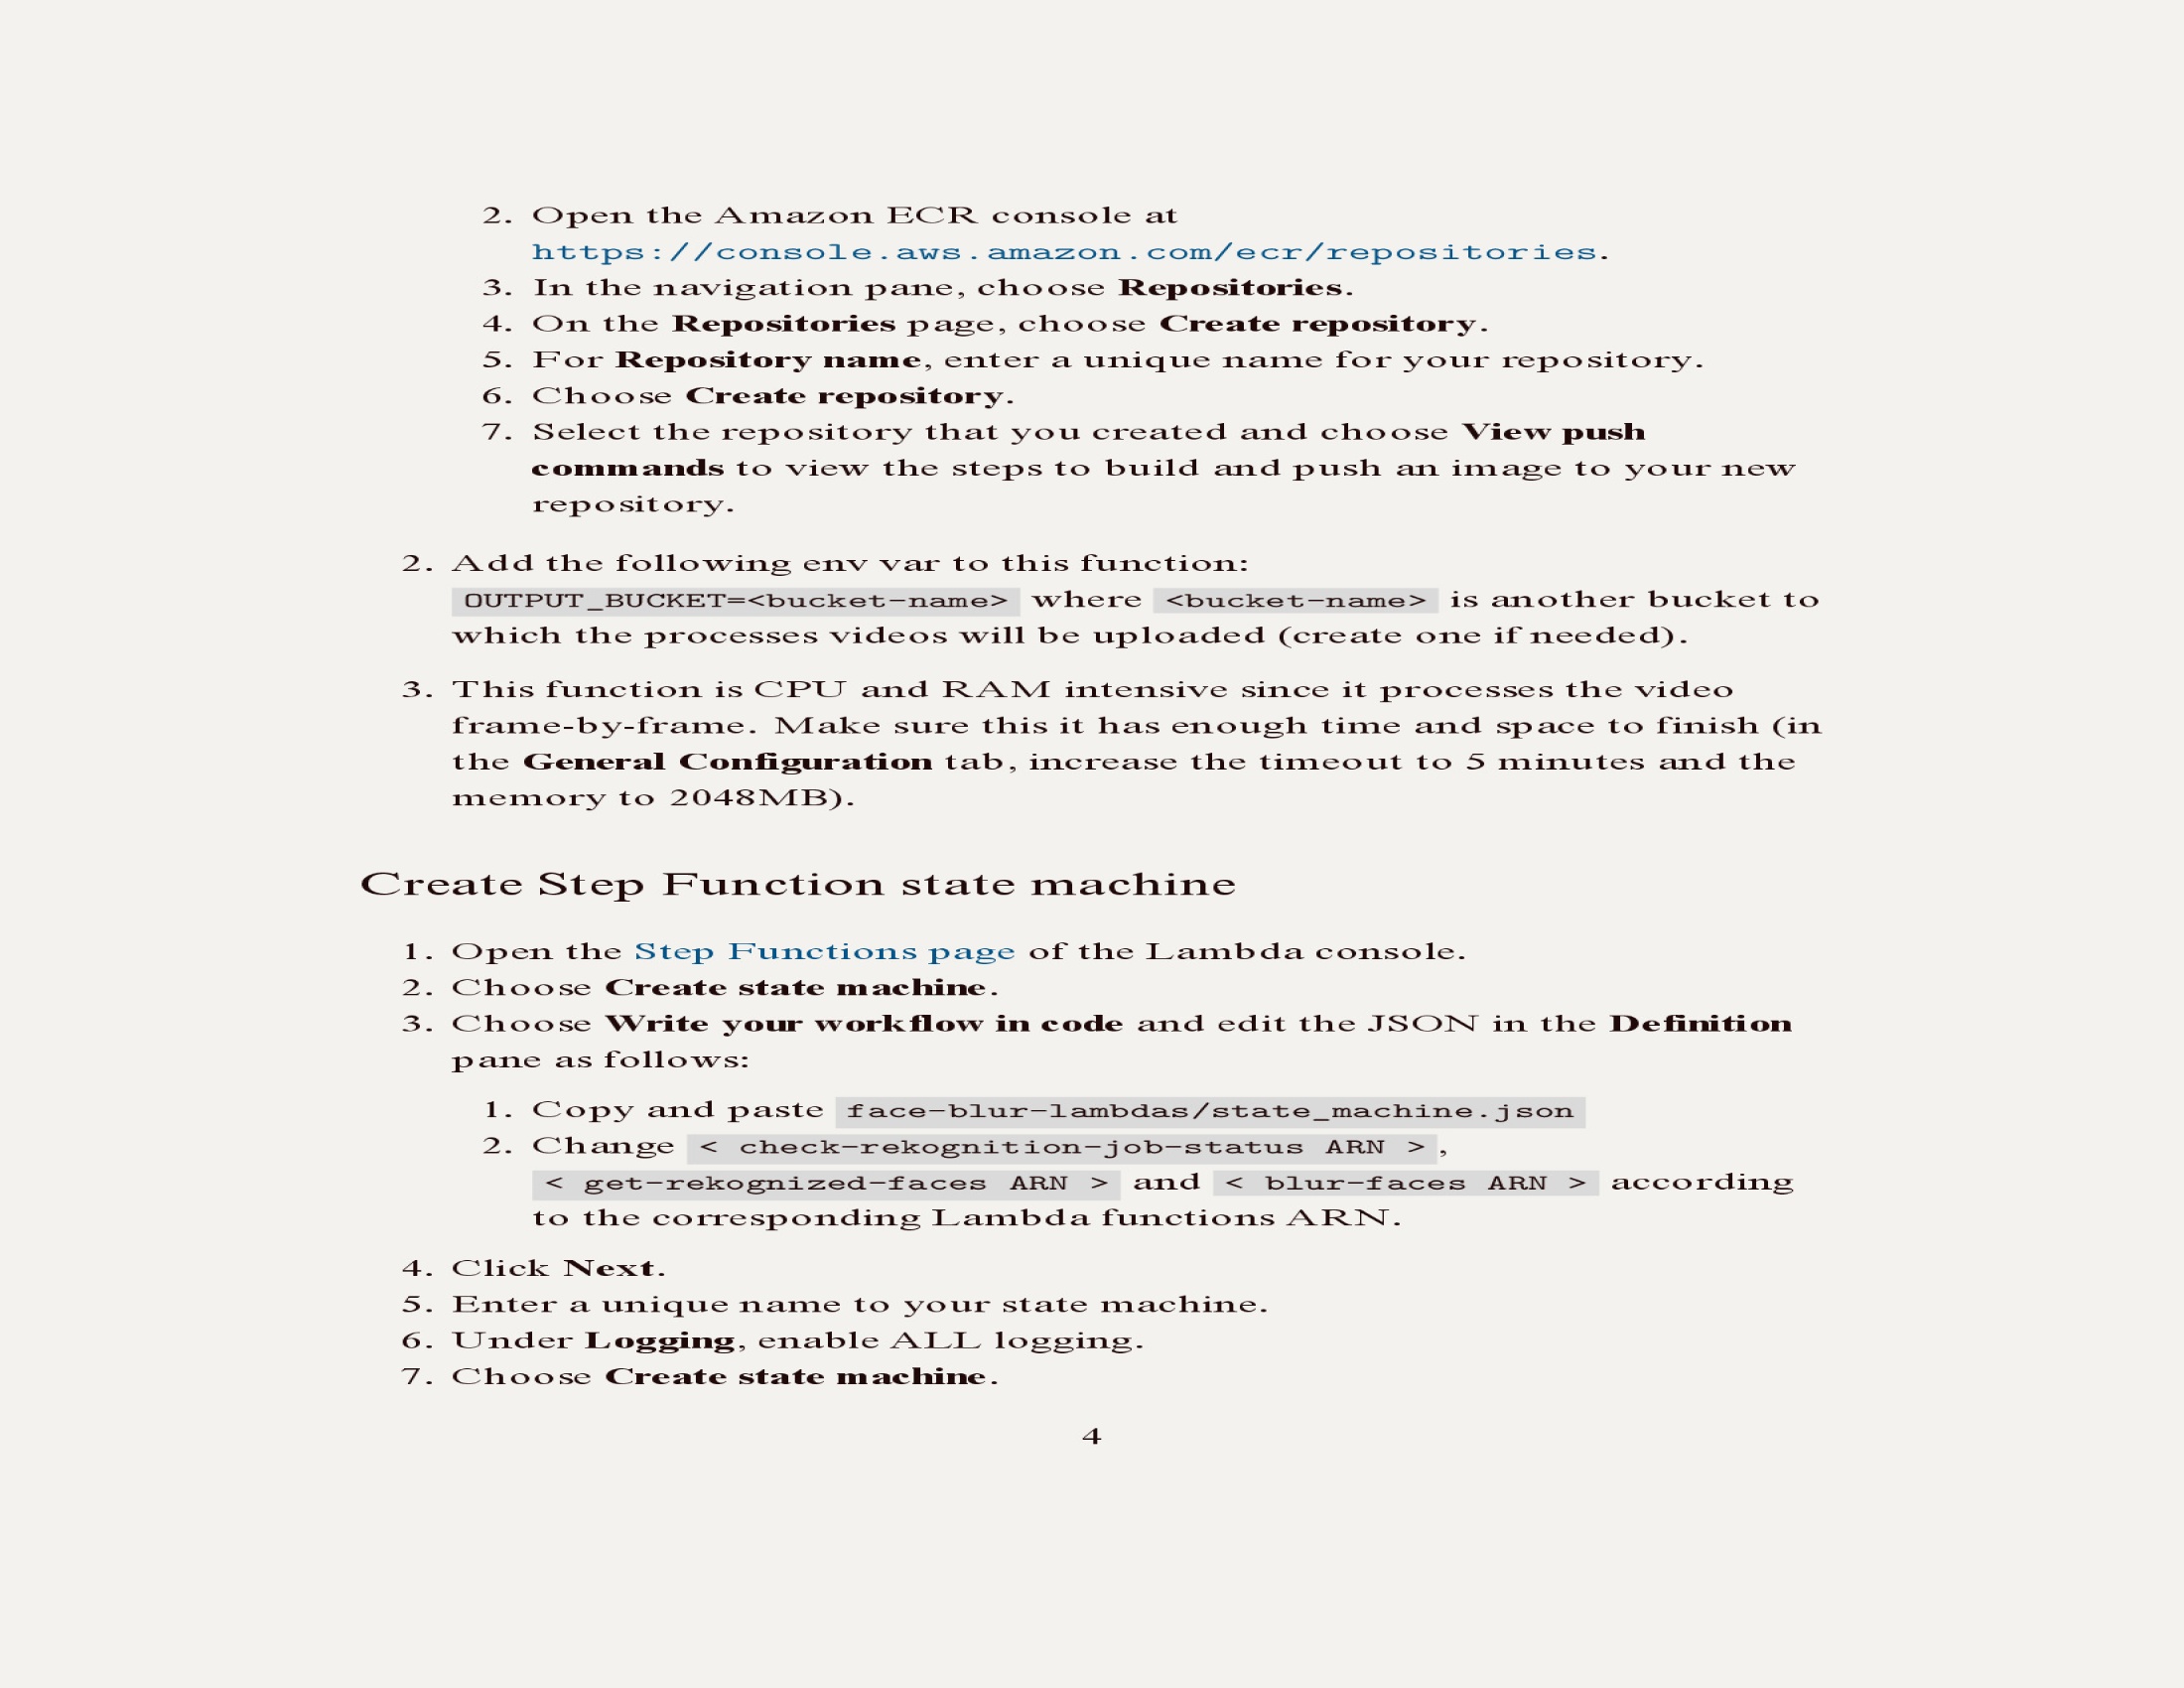 2. Open the Amazon ECR console at
https://console.aws.amazon.com/ecr/repositories.
3. In the navigation pane, choose Repositories.
4. On the Repositories page, choose Create repository.
5. For Repository name, enter a unique name for your repository.
6. Choose Create repository.
7. Select the repository that you created and choose View push
commands to view the steps to build and push an image to your new
repository.
2. Add the following env var to this function:
OUTPUT_BUCKET=<bucket-name> where <bucket-name> is another bucket to
which the processes videos will be uploaded (create one if needed).
3. This function is CPU and RAM intensive since it processes the video
frame-by-frame. Make sure this it has enough time and space to finish (in
the General Configuration tab, increase the timeout to 5 minutes and the
memory to 2048MB).
Create Step Function state machine
1. Open the Step Functions page of the Lambda console.
2. Choose Create state machine.
3. Choose Write your workflow in code and edit the JSON in the Definition
pane as follows:
1. Copy and paste face-blur-lambdas/state_machine.json
2. Change < check-rekognition-job-status ARN >,
< get-rekognized-faces ARN > and < blur-faces ARN > according
to the corresponding Lambda functions ARN.
4. Click Next.
5. Enter a unique name to your state machine.
6. Under Logging, enable ALL logging.
7. Choose Create state machine.
4